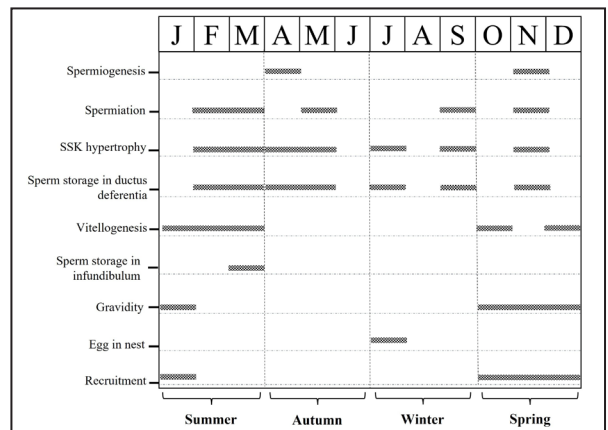 J F M A M J J A S O N D
Spermiogenesis
Spermiation
SSK hypertrophy
Sperm storage in ductus
deferentia
Vitellogenesis
Sperm storage in
infundibulum
Gravidity
Egg in nest
Recruitment
Summer Autumn Winter Spring